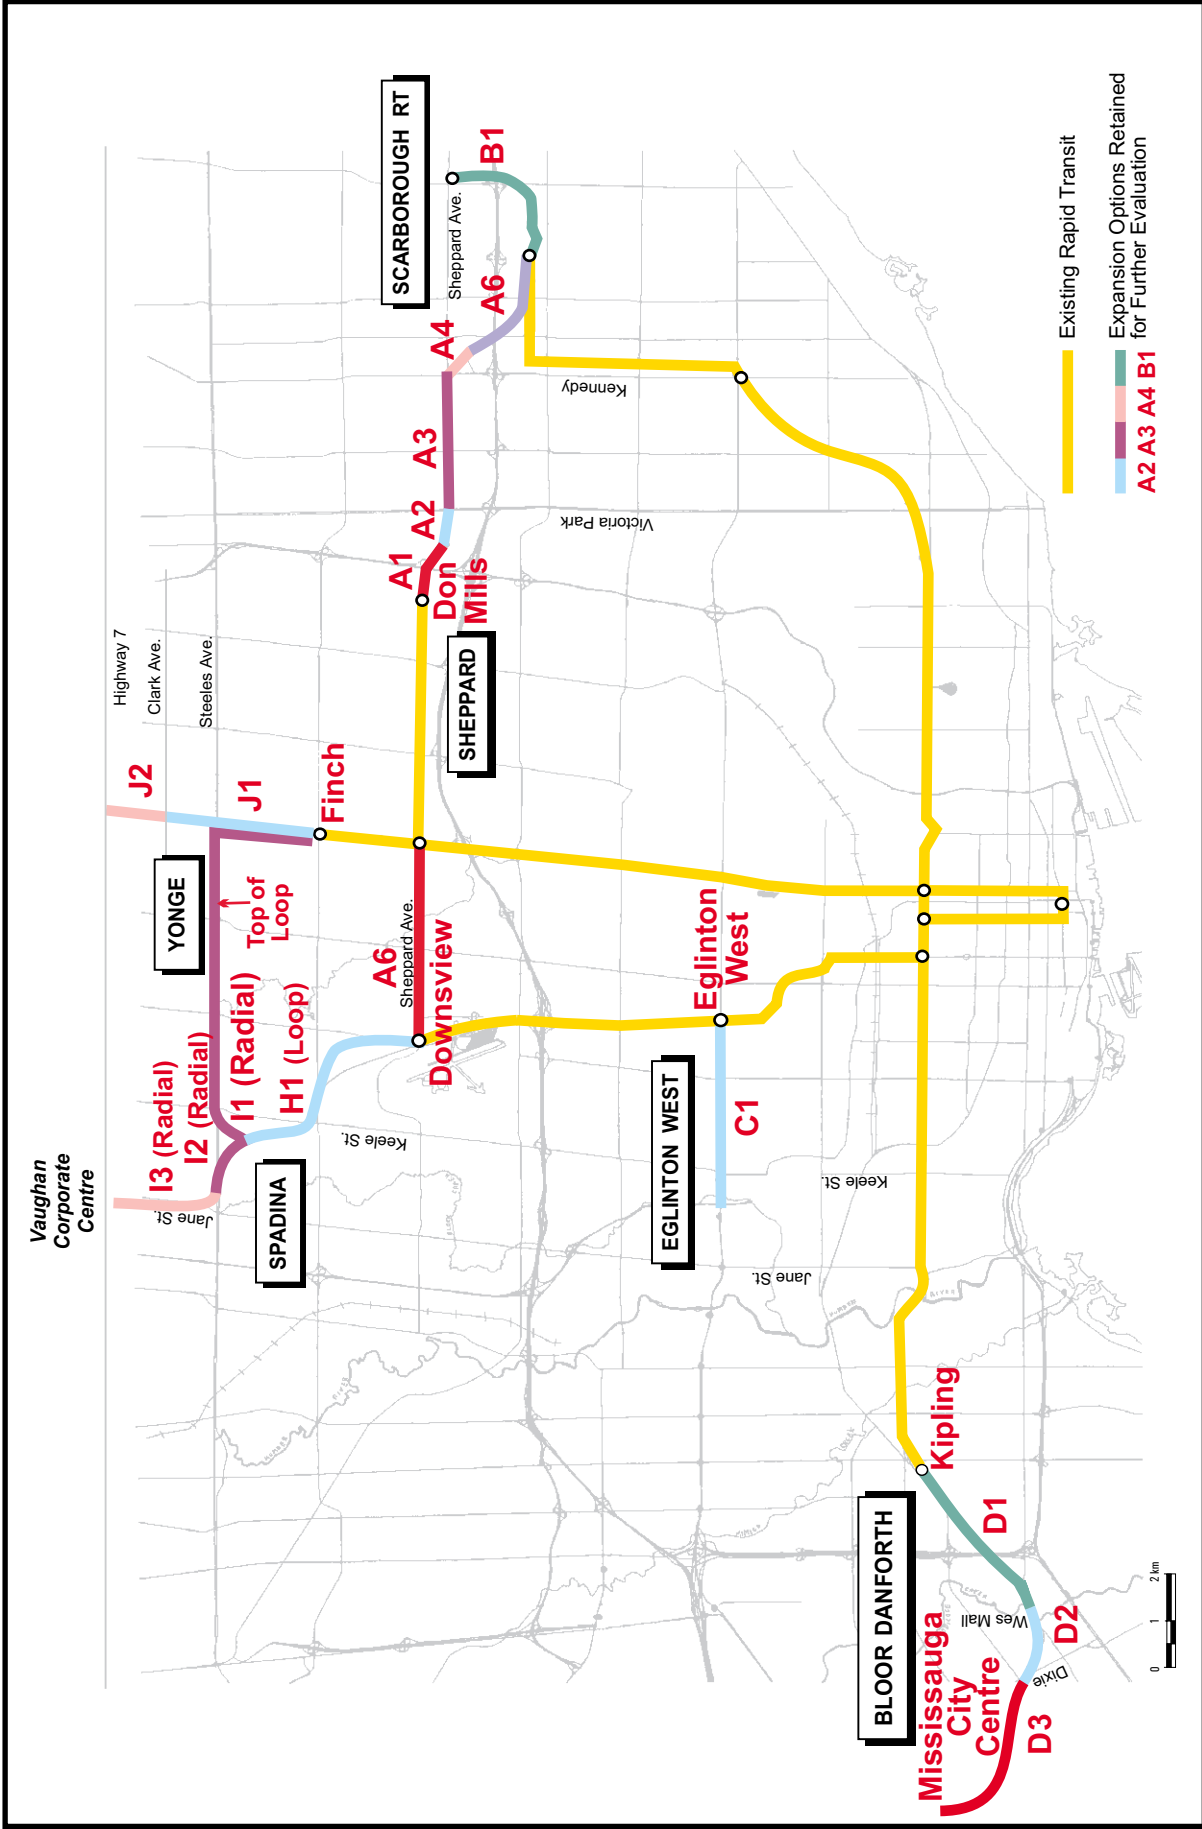 Vaughan
Corporate
Centre
Highway 7
Clark Ave.
Steeles Ave.
J2
J1
Finch
YONGE
Top of
Loop
I3 (Radial)
I2 (Radial)
I1 (Radial)
H1 (Loop)
Jane St.
SPADINA
Keele St.
A6
Sheppard Ave.
Downsview
SCARBOROUGH RT
Sheppard Ave.
B1
A6
A4
A3
A2
A1
Don
Mills
SHEPPARD
Kennedy
Victoria Park
Eglinton
West
EGLINTON WEST
C1
Keele St.
Jane St.
HUMBER
RIVER
Kipling
BLOOR DANFORTH
D1
Wes Mall
D2
Dixie
D3
Mississauga
City
Centre
0 1 2 km
Existing Rapid Transit
Expansion Options Retained
for Further Evaluation
A2 A3 A4 B1